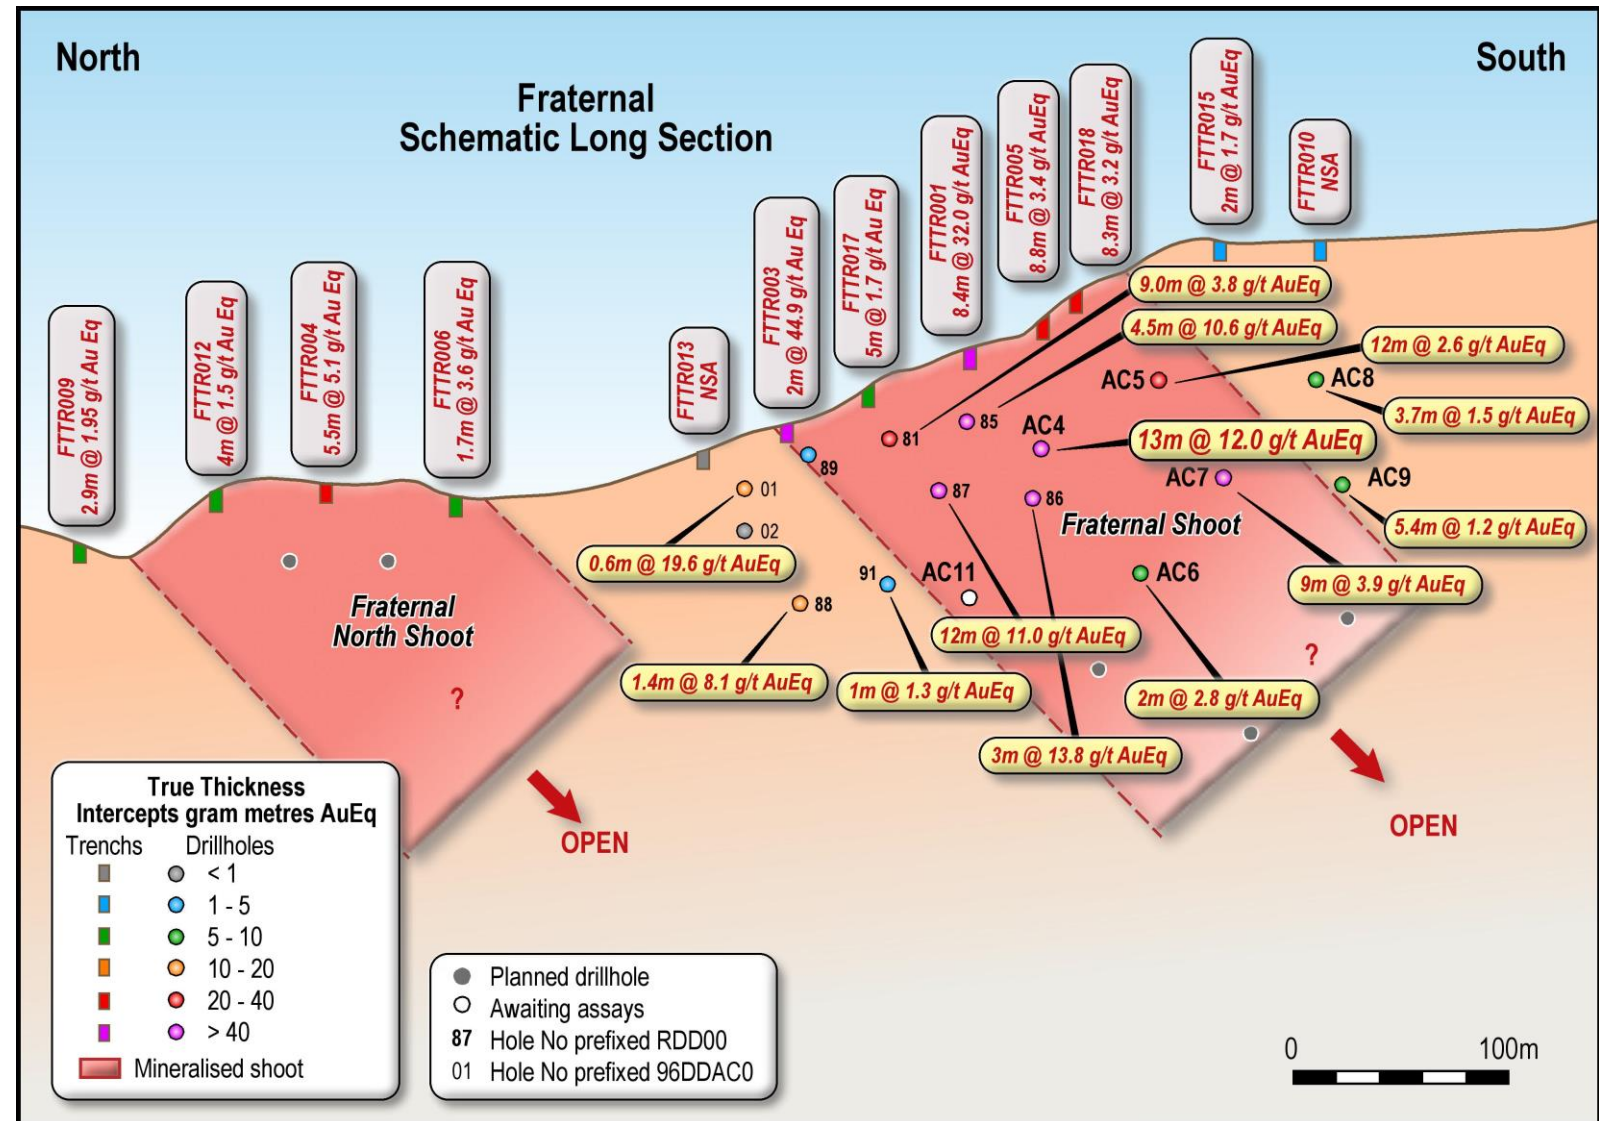 North
South
Fraternal
Schematic Long Section
FTTR009
2.9m @ 1.95 g/t Au Eq
FTTR012
4m @ 1.5 g/t Au Eq
FTTR004
5.5m @ 5.1 g/t Au Eq
FTTR006
1.7m @ 3.6 g/t Au Eq
FTTR013
NSA
FTTR003
2m @ 44.9 g/t Au Eq
FTTR017
5m @ 1.7 g/t Au Eq
FTTR001
8.4m @ 32.0 g/t AuEq
FTTR005
8.8m @ 3.4 g/t AuEq
FTTR018
8.3m @ 3.2 g/t AuEq
FTTR015
2m @ 1.7 g/t AuEq
FTTR010
NSA
9.0m @ 3.8 g/t AuEq
4.5m @ 10.6 g/t AuEq
12m @ 2.6 g/t AuEq
AC5
AC8
3.7m @ 1.5 g/t AuEq
85
81
AC4
13m @ 12.0 g/t AuEq
89
AC7
AC9
01
87
86
Fraternal Shoot
5.4m @ 1.2 g/t AuEq
02
0.6m @ 19.6 g/t AuEq
91
AC11
AC6
9m @ 3.9 g/t AuEq
88
Fraternal
North Shoot
12m @ 11.0 g/t AuEq
?
1.4m @ 8.1 g/t AuEq
1m @ 1.3 g/t AuEq
2m @ 2.8 g/t AuEq
?
3m @ 13.8 g/t AuEq
OPEN
OPEN
True Thickness
Intercepts gram metres AuEq
Trenchs Drillholes
< 1
1 - 5
5 - 10
10 - 20
20 - 40
> 40
Mineralised shoot
Planned drillhole
Awaiting assays
87 Hole No prefixed RDD00
01 Hole No prefixed 96DDAC0
0 100m